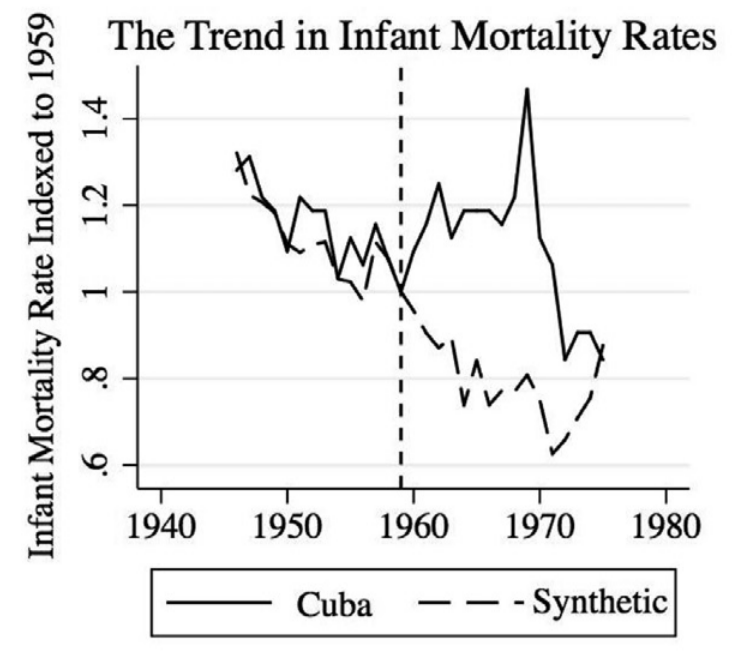 The Trend in Infant Mortality Rates
Infant Mortality Rate Indexed to 1959
1.4
1.2
1
.8
.6
1940 1950 1960 1970 1980
Cuba Synthetic